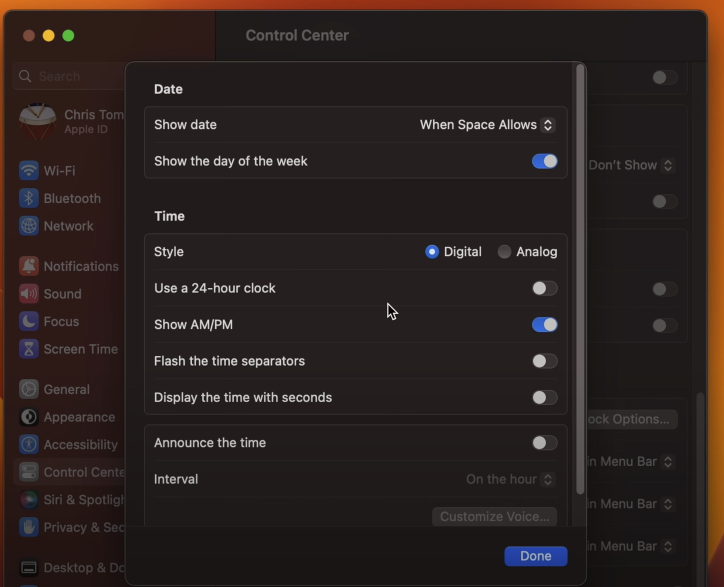 Control Center
Search
Chris Tom
Apple ID
Wi-Fi
Bluetooth
Network
Notifications
Sound
Focus
Screen Time
General
Appearance
Accessibility
Control Cente
Siri & Spotligh
Privacy & Sec
Desktop & Do
Date
Show date When Space Allows
Show the day of the week
Time
Style Digital Analog
Use a 24-hour clock
Show AM/PM
Flash the time separators
Display the time with seconds
Announce the time
Interval On the hour
Customize Voice...
Done
Don't Show
ock Options...
in Menu Bar
in Menu Bar
in Menu Bar